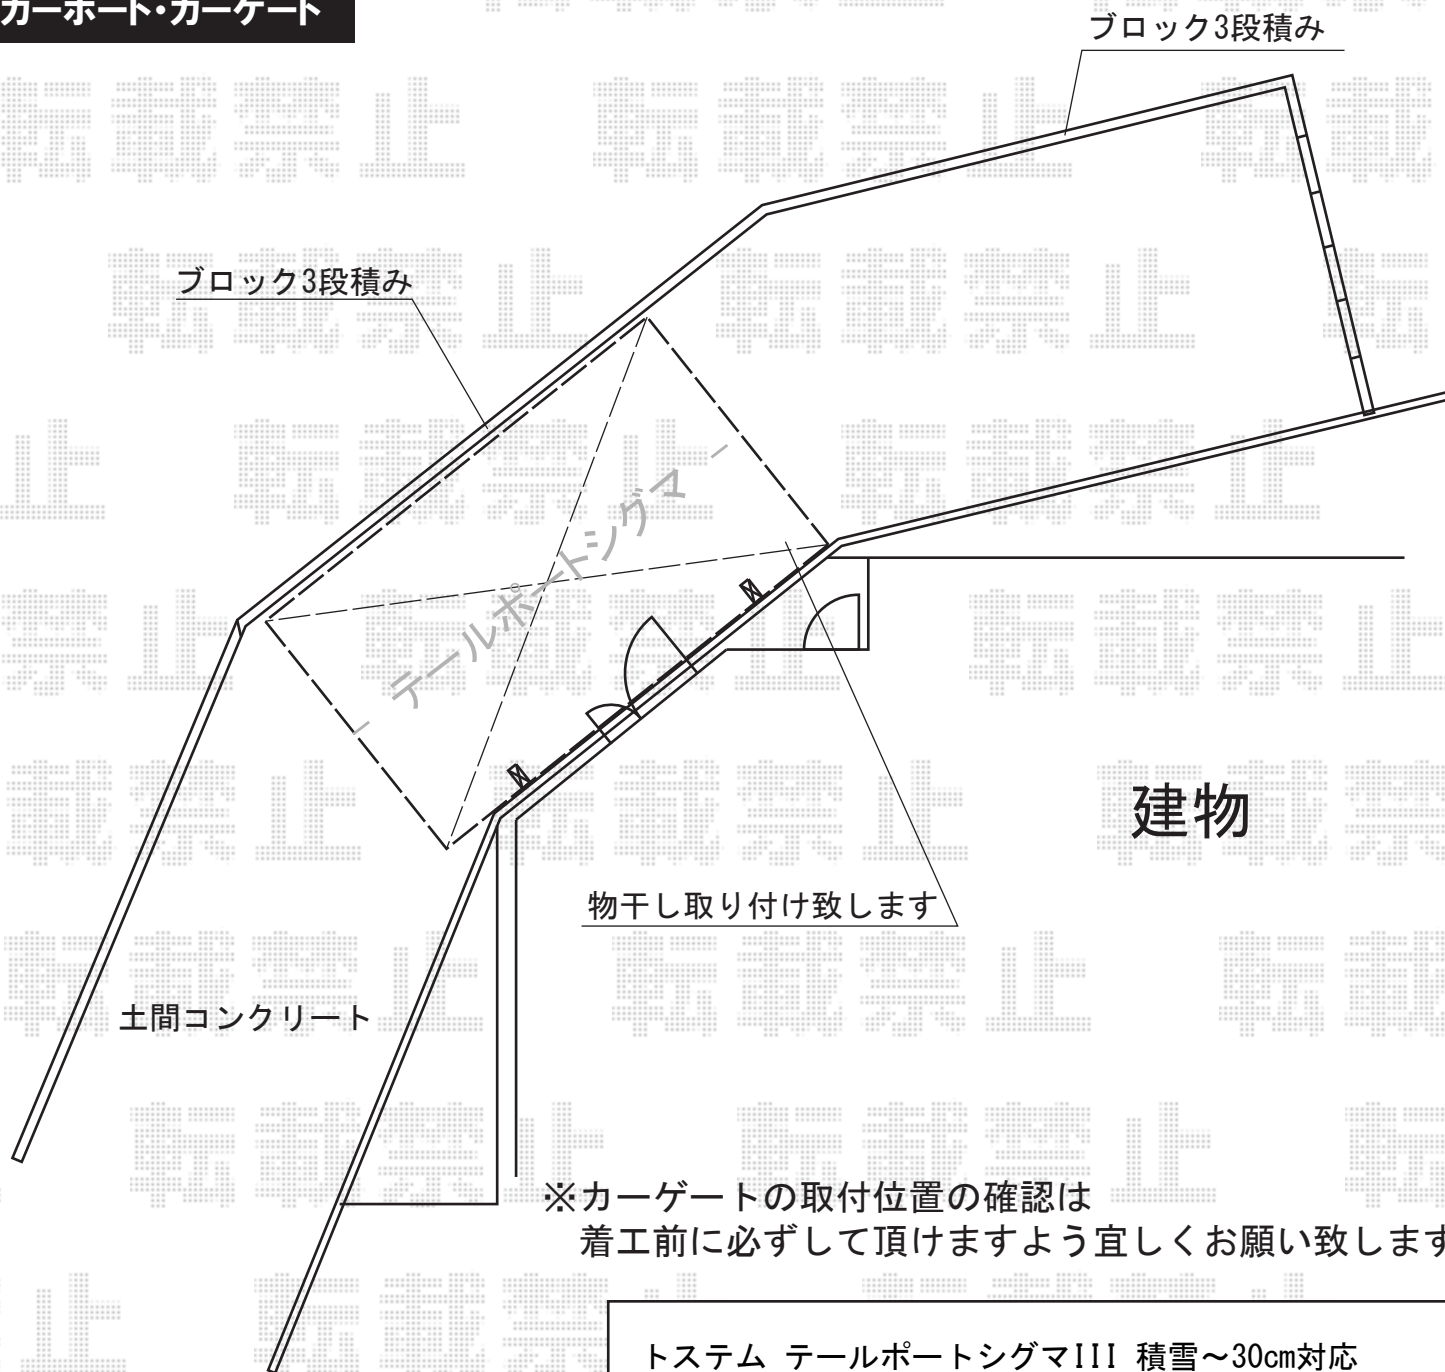 カーポート・カーゲート
ブロック3段積み
ブロック3段積み
テールポートシグマ
建物
物干し取り付け致します
土間コンクリート
※カーゲートの取付位置の確認は
着工前に必ずして頂けますよう宜しくお願い致します
トステム テールポートシグマIII 積雪～30cm対応
転載禁止